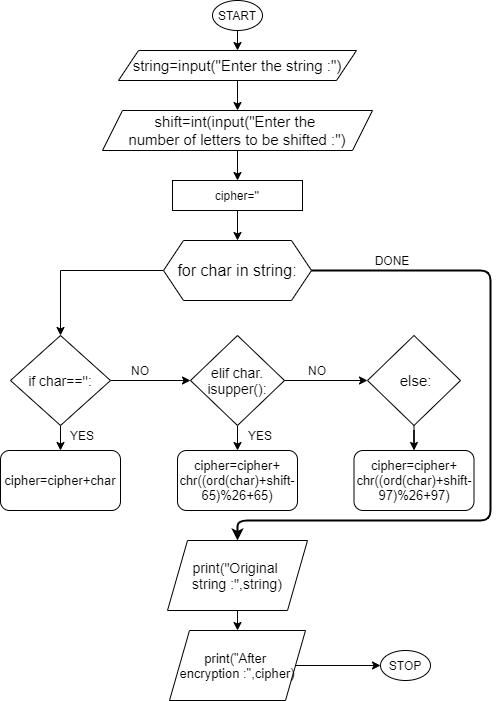 START
string=input("Enter the string :")
shift=int(input("Enter the
number of letters to be shifted :")
cipher=''
for char in string:
DONE
if char=='':
NO
elif char.
isupper():
NO
else:
YES
YES
cipher=cipher+char
cipher=cipher+
chr((ord(char)+shift-
65)%26+65)
cipher=cipher+
chr((ord(char)+shift-
97)%26+97)
print("Original
string :",string)
print("After
encryption :",cipher)
STOP